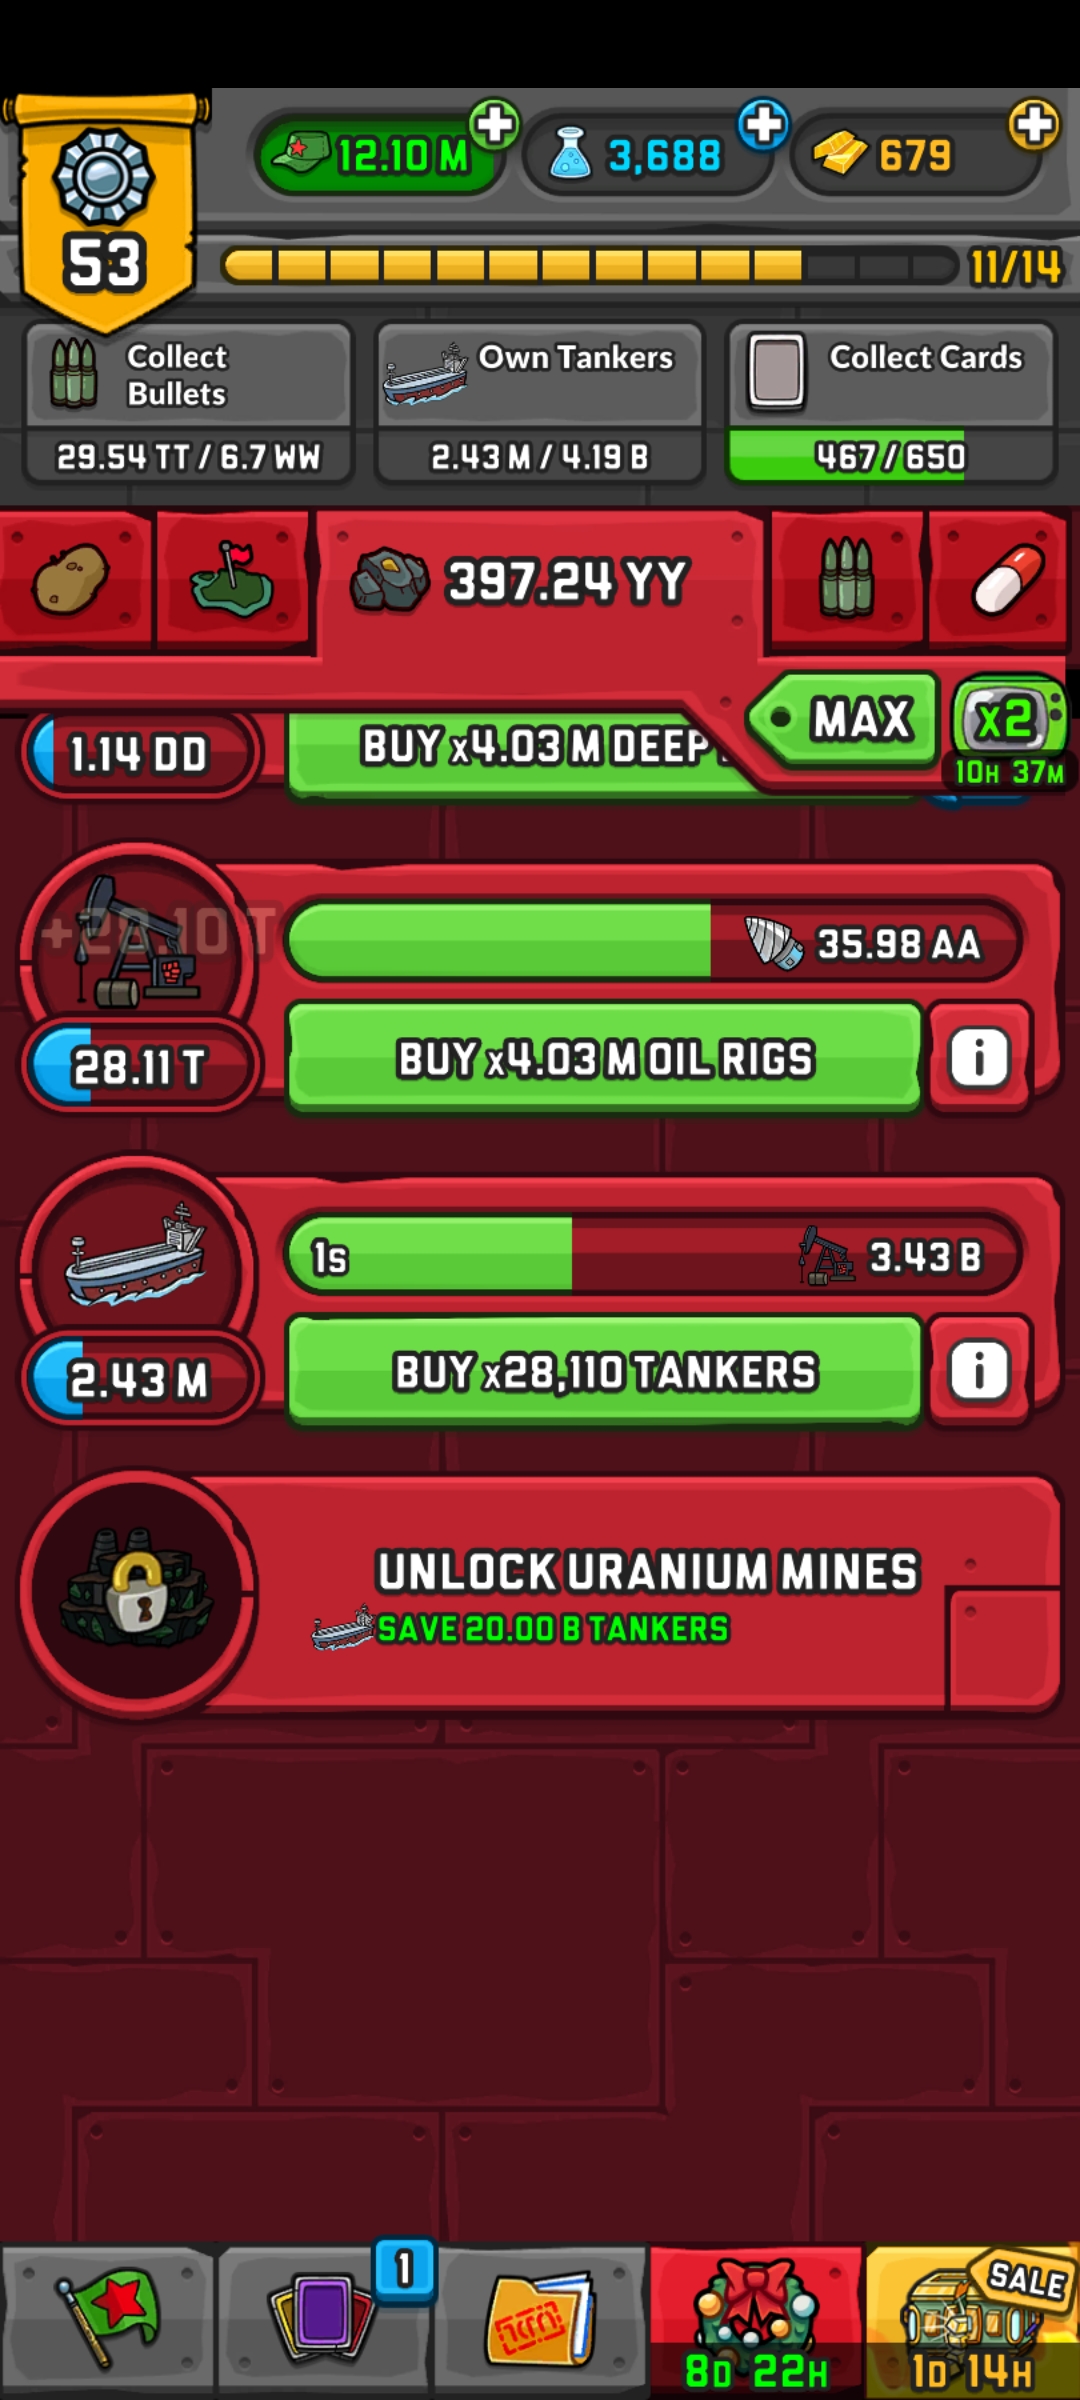 12.10 M
3,688
679
53
11/14
Collect
Bullets
29.54 TT / 6.7 WW
Own Tankers
2.43 M / 4.19 B
Collect Cards
467 / 650
397.24 YY
MAX
x2
10H 37M
1.14 DD
BUY x4.03 M DEEP
+28.10 T
35.98 AA
28.11 T
BUY x4.03 M OIL RIGS
i
1s
3.43 B
2.43 M
BUY x28,110 TANKERS
i
UNLOCK URANIUM MINES
SAVE 20.00 B TANKERS
1
8D 22H
SALE
1D 14H